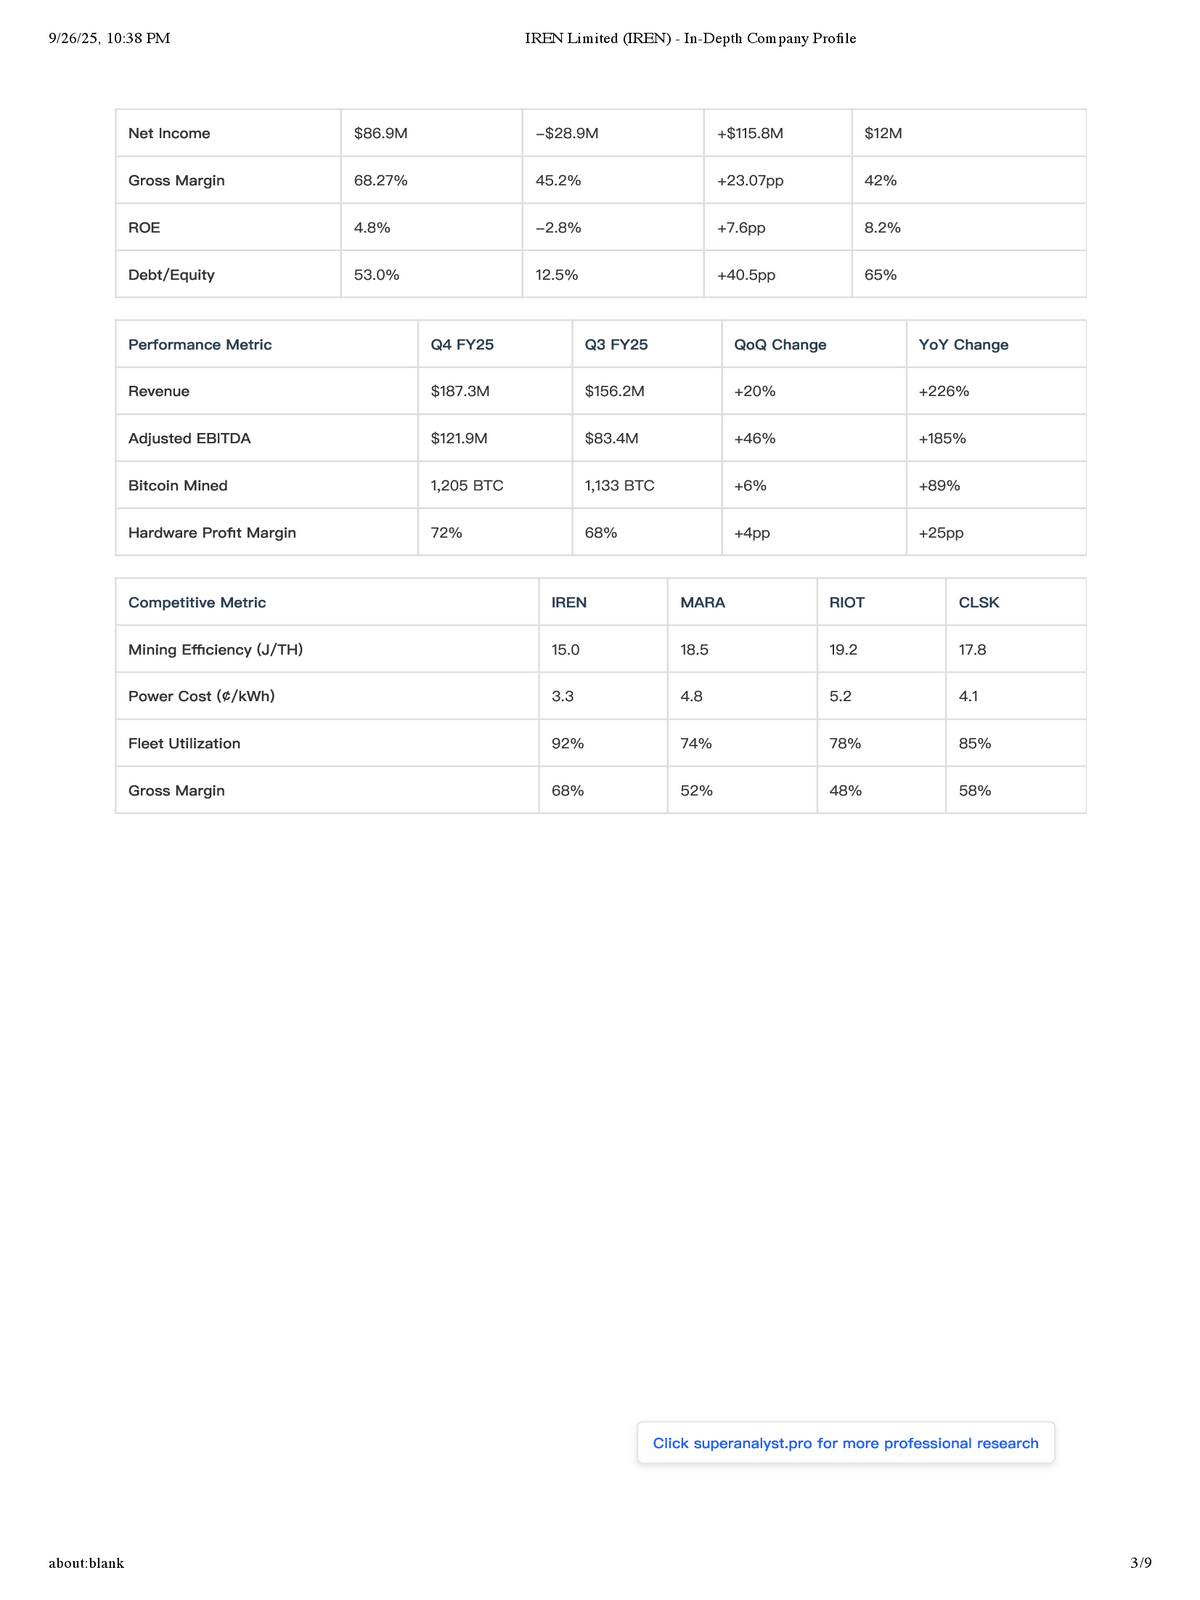 9/26/25, 10:38 PM IREN Limited (IREN) - In-Depth Company Profile
Net Income $86.9M −$28.9M +$115.8M $12M
Gross Margin 68.27% 45.2% +23.07pp 42%
ROE 4.8% −2.8% +7.6pp 8.2%
Debt/Equity 53.0% 12.5% +40.5pp 65%
Performance Metric Q4 FY25 Q3 FY25 QoQ Change YoY Change
Revenue $187.3M $156.2M +20% +226%
Adjusted EBITDA $121.9M $83.4M +46% +185%
Bitcoin Mined 1,205 BTC 1,133 BTC +6% +89%
Hardware Profit Margin 72% 68% +4pp +25pp
Competitive Metric IREN MARA RIOT CLSK
Mining Efficiency (J/TH) 15.0 18.5 19.2 17.8
Power Cost (¢/kWh) 3.3 4.8 5.2 4.1
Fleet Utilization 92% 74% 78% 85%
Gross Margin 68% 52% 48% 58%
Click superanalyst.pro for more professional research
about:blank 3/9